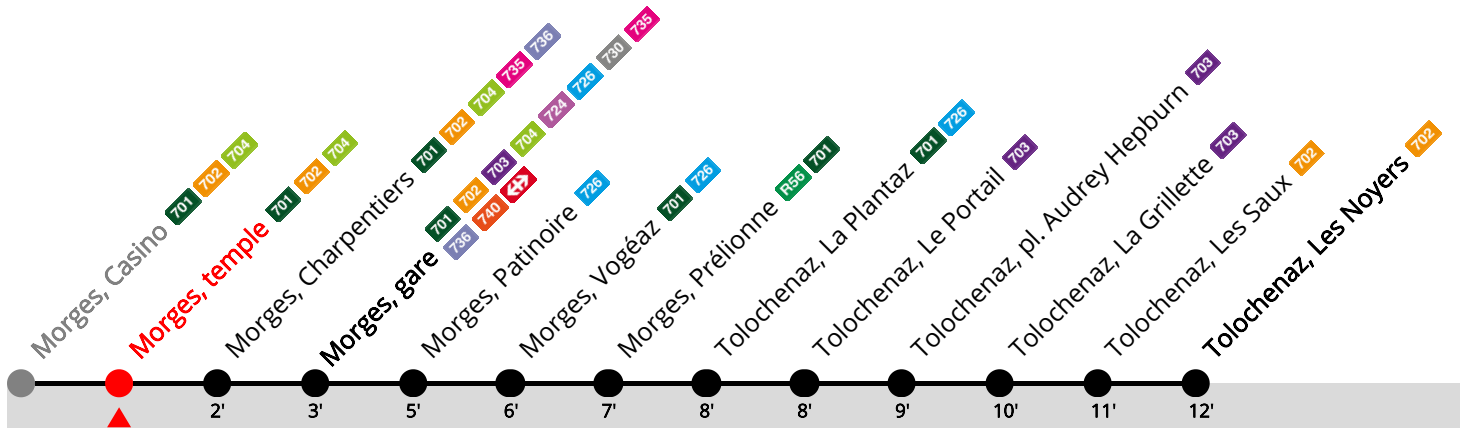 Morges, Casino 701 702 704
Morges, temple 701 702 704
Morges, Charpentiers 701 702 704 735 736
Morges, gare 701 702 703 704 724 726 730 735
736 740
Morges, Patinoire 726
Morges, Vogéaz 701 726
Morges, Prélionne R56 701
Tolochenaz, La Plantaz 701 726
Tolochenaz, Le Portail 703
Tolochenaz, pl. Audrey Hepburn 703
Tolochenaz, La Grillette 703
Tolochenaz, Les Saux 702
Tolochenaz, Les Noyers 702
2' 3' 5' 6' 7' 8' 8' 9' 10' 11' 12'